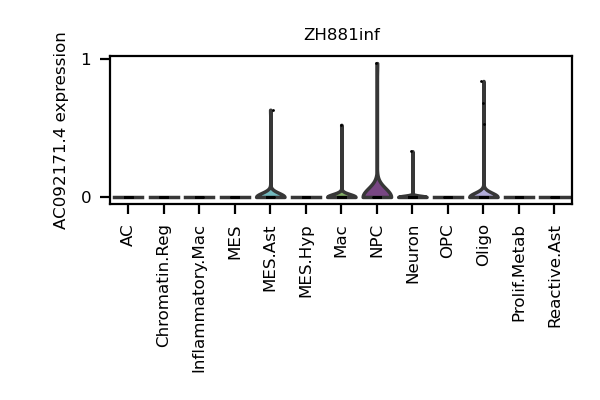 ZH881inf
AC092171.4 expression
1
0
AC
Chromatin.Reg
Inflammatory.Mac
MES
MES.Ast
MES.Hyp
Mac
NPC
Neuron
OPC
Oligo
Prolif.Metab
Reactive.Ast